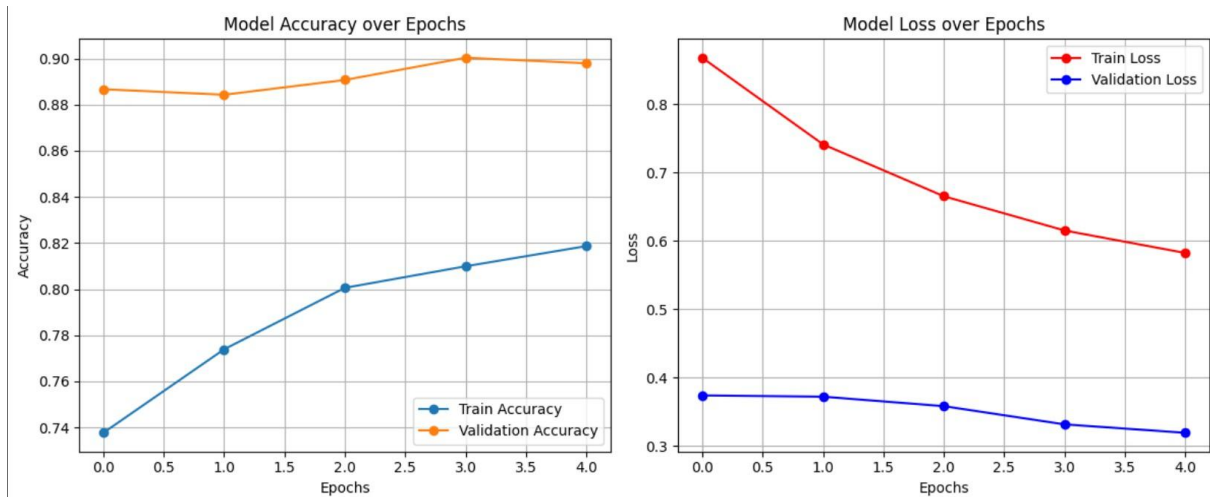 Model Accuracy over Epochs
0.90
0.88
0.86
0.84
0.82
0.80
0.78
0.76
0.74
Accuracy
0.0 0.5 1.0 1.5 2.0 2.5 3.0 3.5 4.0
Epochs
Train Accuracy
Validation Accuracy
Model Loss over Epochs
0.8
0.7
0.6
0.5
0.4
0.3
Loss
0.0 0.5 1.0 1.5 2.0 2.5 3.0 3.5 4.0
Epochs
Train Loss
Validation Loss